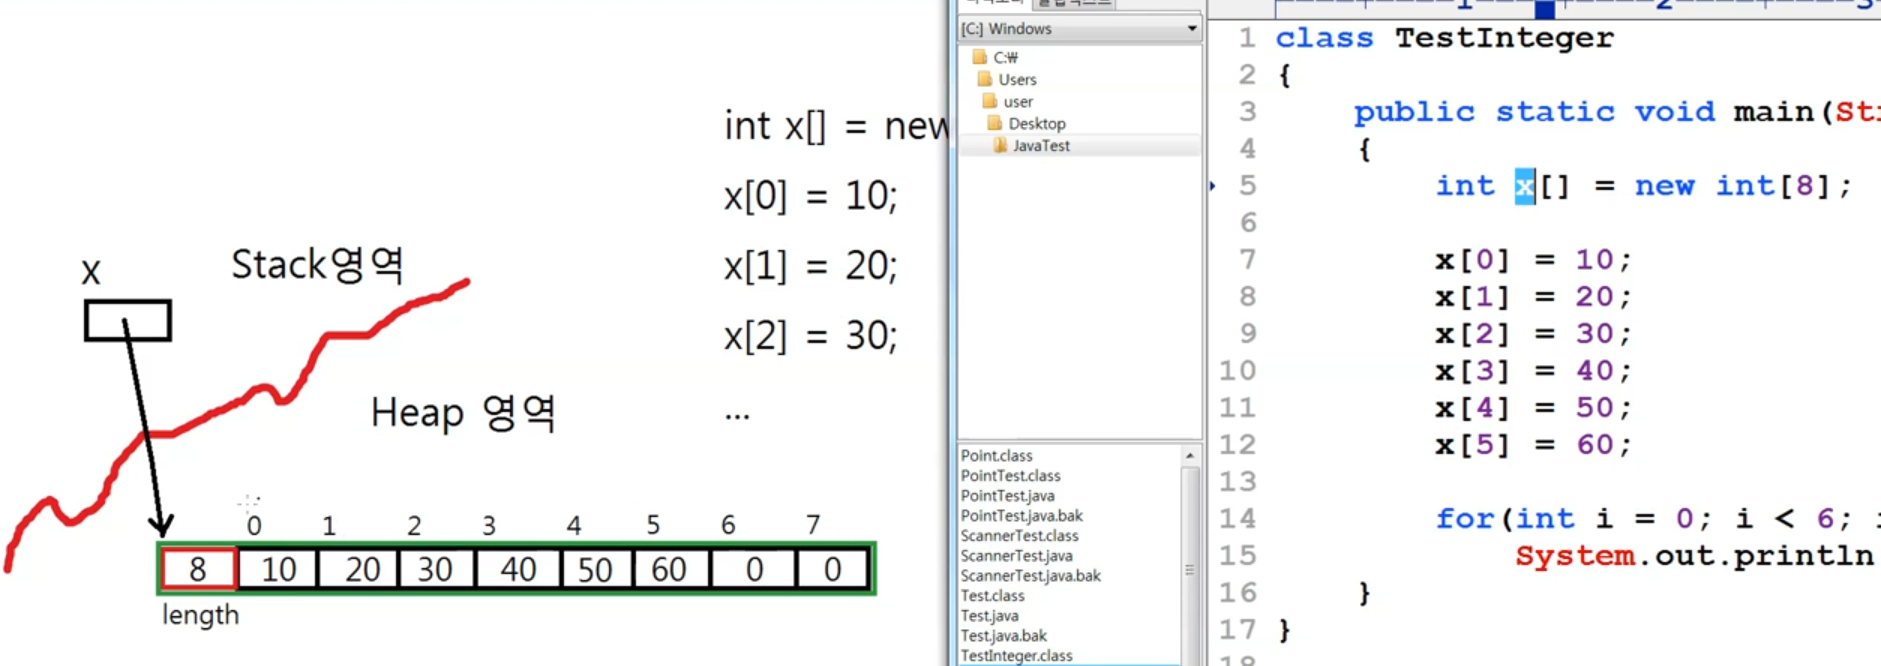 int x[] = new
x[0] = 10;
x[1] = 20;
x[2] = 30;
...
x
Stack영역
Heap 영역
0 1 2 3 4 5 6 7
8 10 20 30 40 50 60 0 0
length
[C:] Windows
C:₩
Users
user
Desktop
JavaTest
Point.class
PointTest.class
PointTest.java
PointTest.java.bak
ScannerTest.class
ScannerTest.java
ScannerTest.java.bak
Test.class
Test.java
Test.java.bak
TestInteger.class
1 2 3
1 class TestInteger
2 {
3 public static void main(Stri
4 {
5 int x[] = new int[8];
6
7 x[0] = 10;
8 x[1] = 20;
9 x[2] = 30;
10 x[3] = 40;
11 x[4] = 50;
12 x[5] = 60;
13
14 for(int i = 0; i < 6; i
15 System.out.println
16 }
17 }
18